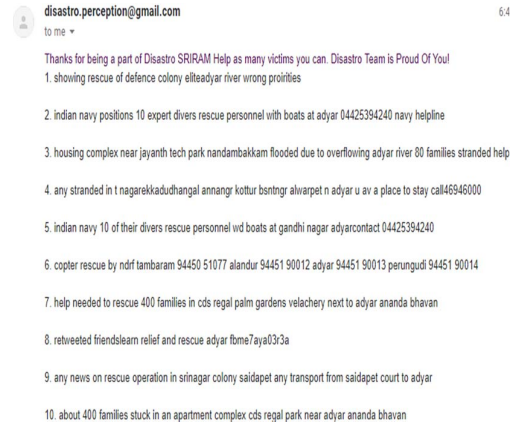 disastro.perception@gmail.com
6:4
to me
Thanks for being a part of Disastro SRIRAM Help as many victims you can. Disastro Team is Proud Of You!
1. showing rescue of defence colony eliteadyar river wrong proirities
2. indian navy positions 10 expert divers rescue personnel with boats at adyar 04425394240 navy helpline
3. housing complex near jayanth tech park nandambakkam flooded due to overflowing adyar river 80 families stranded help
4. any stranded in t nagarekkadudhangal annangr kottur bsntngr alwarpet n adyar u av a place to stay call46946000
5. indian navy 10 of their divers rescue personnel wd boats at gandhi nagar adyarcontact 04425394240
6. copter rescue by ndrf tambaram 94450 51077 alandur 94451 90012 adyar 94451 90013 perungudi 94451 90014
7. help needed to rescue 400 families in cds regal palm gardens velachery next to adyar ananda bhavan
8. retweeted friendslearn relief and rescue adyar fbme7aya03r3a
9. any news on rescue operation in srinagar colony saidapet any transport from saidapet court to adyar
10. about 400 families stuck in an apartment complex cds regal park near adyar ananda bhavan